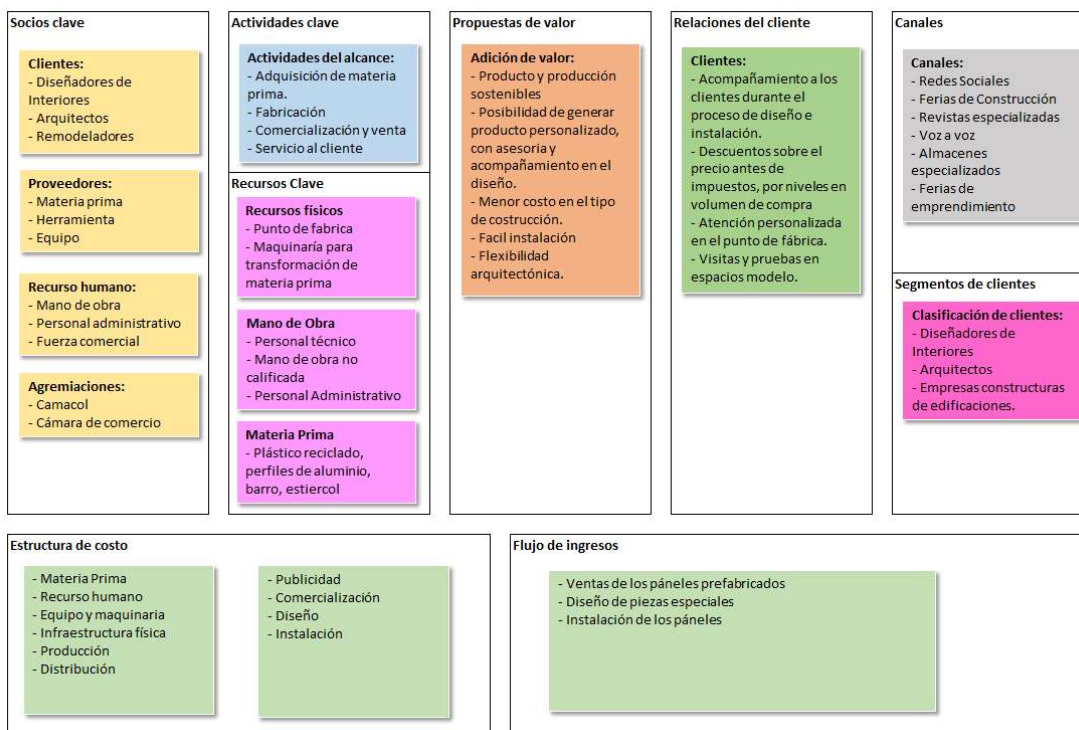 Socios clave
Clientes:
- Diseñadores de
Interiores
- Arquitectos
- Remodeladores
Proveedores:
- Materia prima
- Herramienta
- Equipo
Recurso humano:
- Mano de obra
- Personal administrativo
- Fuerza comercial
Agremiaciones:
- Camacol
- Cámara de comercio
Actividades clave
Actividades del alcance:
- Adquisición de materia
prima.
- Fabricación
- Comercialización y venta
- Servicio al cliente
Recursos Clave
Recursos físicos
- Punto de fabrica
- Maquinaría para
transformación de
materia prima
Mano de Obra
- Personal técnico
- Mano de obra no
calificada
- Personal Administrativo
Materia Prima
- Plástico reciclado,
perfiles de aluminio,
barro, estiercol
Propuestas de valor
Adición de valor:
- Producto y producción
sostenibles
- Posibilidad de generar
producto personalizado,
con asesoria y
acompañamiento en el
diseño.
- Menor costo en el tipo
de costrucción.
- Facil instalación
- Flexibilidad
arquitectónica.
Relaciones del cliente
Clientes:
- Acompañamiento a los
clientes durante el
proceso de diseño e
instalación.
- Descuentos sobre el
precio antes de
impuestos, por niveles en
volumen de compra
- Atención personalizada
en el punto de fábrica.
- Visitas y pruebas en
espacios modelo.
Canales
Canales:
- Redes Sociales
- Ferias de Construcción
- Revistas especializadas
- Voz a voz
- Almacenes
especializados
- Ferias de
emprendimiento
Segmentos de clientes
Clasificación de clientes:
- Diseñadores de
Interiores
- Arquitectos
- Empresas constructuras
de edificaciones.
Estructura de costo
- Materia Prima
- Recurso humano
- Equipo y maquinaria
- Infraestructura física
- Producción
- Distribución
- Publicidad
- Comercialización
- Diseño
- Instalación
Flujo de ingresos
- Ventas de los páneles prefabricados
- Diseño de piezas especiales
- Instalación de los páneles